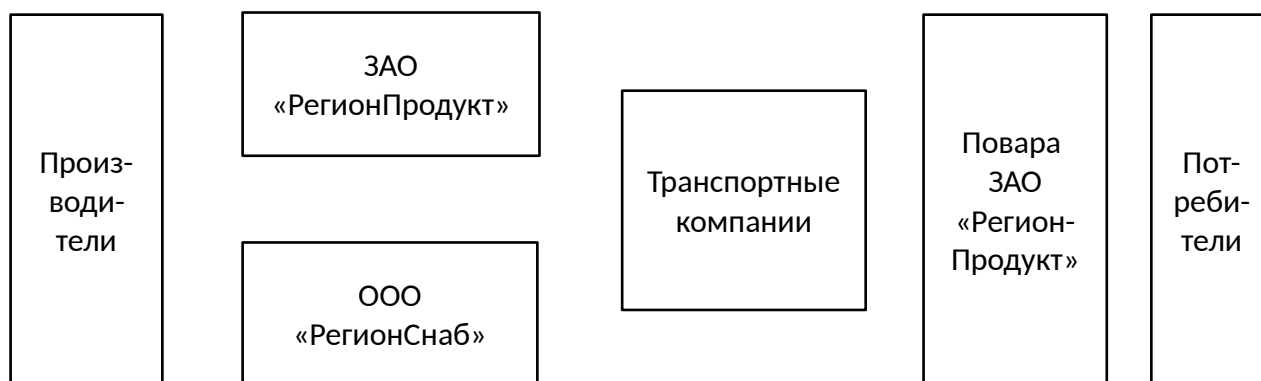 Произ-
води-
тели
ЗАО
«РегионПродукт»
ООО
«РегионСнаб»
Транспортные
компании
Повара
ЗАО
«Регион-
Продукт»
Пот-
реби-
тели